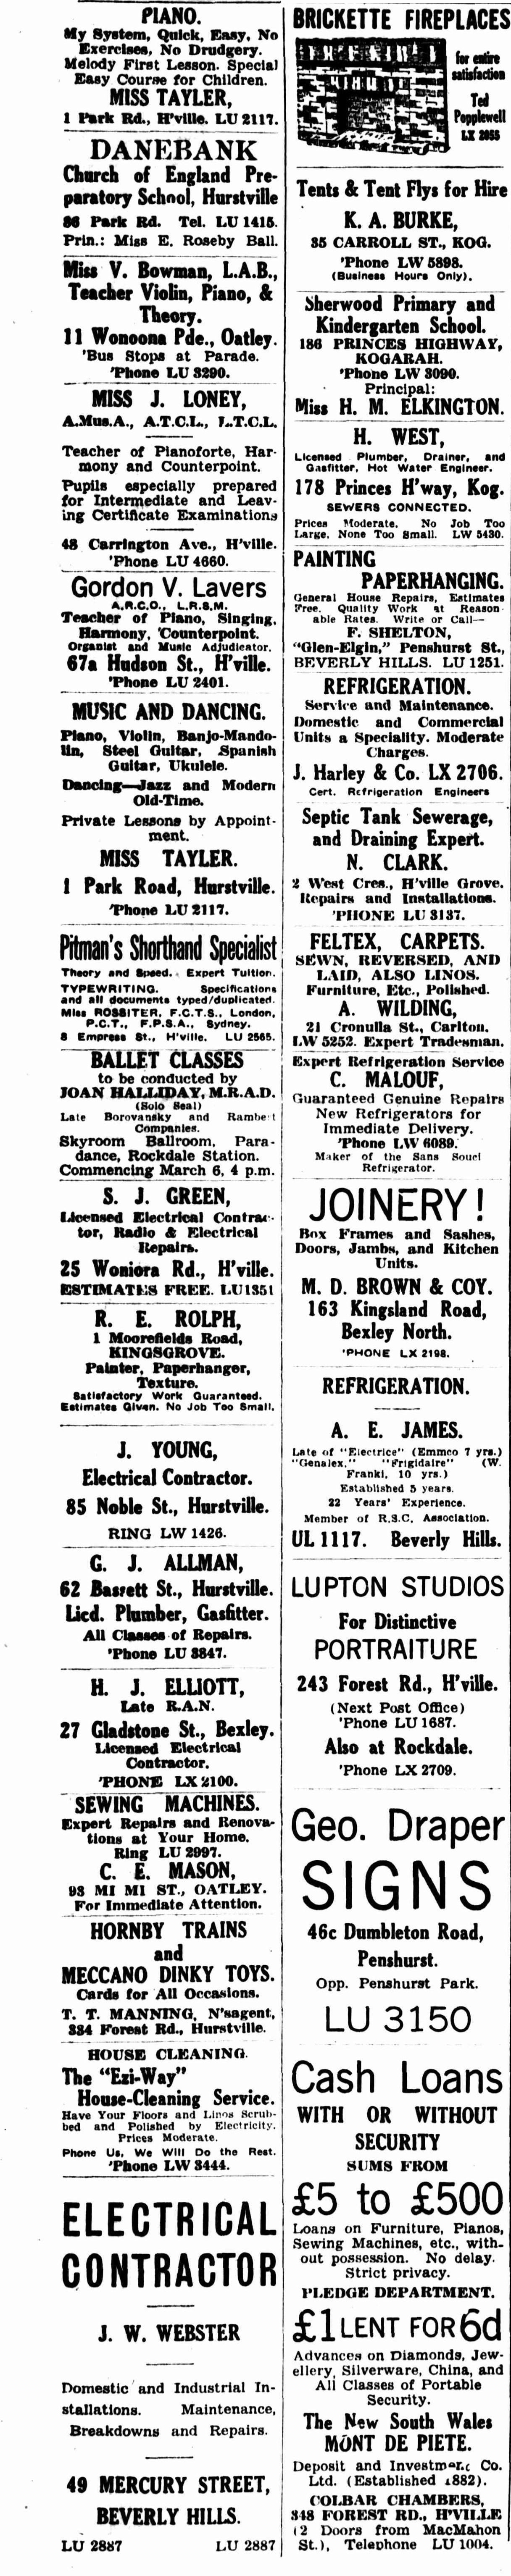 PIANO.
My System, Quick, Easy, No
Exercises, No Drudgery.
Melody First Lesson. Special
Easy Course for Children.
MISS TAYLER,
1 Park Rd., H'ville. LU 2117.
DANEBANK
Church of England Pre-
paratory School, Hurstville
86 Park Rd. Tel. LU 1415.
Prin.: Miss E. Roseby Ball.
Miss V. Bowman, L.A.B.,
Teacher Violin, Piano, &
Theory.
11 Wonoona Pde., Oatley.
'Bus Stops at Parade.
'Phone LU 3290.
MISS J. LONEY,
A.Mus.A., A.T.C.L., L.T.C.L.
Teacher of Pianoforte, Har-
mony and Counterpoint.
Pupils especially prepared
for Intermediate and Leav-
ing Certificate Examinations
48 Carrington Ave., H'ville.
'Phone LU 4660.
Gordon V. Lavers
A.R.C.O., L.R.S.M.
Teacher of Piano, Singing,
Harmony, 'Counterpoint.
Organist and Music Adjudicator.
67a Hudson St., H'ville.
'Phone LU 2401.
MUSIC AND DANCING.
Piano, Violin, Banjo-Mando-
lin, Steel Guitar, Spanish
Guitar, Ukulele.
Dancing—Jazz and Modern
Old-Time.
Private Lessons by Appoint-
ment.
MISS TAYLER.
1 Park Road, Hurstville.
'Phone LU 2117.
Pitman's Shorthand Specialist
Theory and Speed. Expert Tuition.
TYPEWRITING. Specifications
and all documents typed/duplicated.
Miss ROSSITER, F.C.T.S., London,
P.C.T., F.P.S.A., Sydney.
8 Empress St., H'ville. LU 2565.
BALLET CLASSES
to be conducted by
JOAN HALLIDAY, M.R.A.D.
(Solo Seal)
Late Borovansky and Rambert
Companies.
Skyroom Ballroom, Para-
dance, Rockdale Station.
Commencing March 6, 4 p.m.
S. J. GREEN,
Licensed Electrical Contrac-
tor, Radio & Electrical
Repairs.
25 Woniora Rd., H'ville.
ESTIMATES FREE. LU1351
R. E. ROLPH,
1 Moorefields Road,
KINGSGROVE.
Painter, Paperhanger,
Texture.
Satisfactory Work Guaranteed.
Estimates Given. No Job Too Small.
J. YOUNG,
Electrical Contractor.
85 Noble St., Hurstville.
RING LW 1426.
G. J. ALLMAN,
62 Bassett St., Hurstville.
Licd. Plumber, Gasfitter.
All Classes of Repairs.
'Phone LU 3847.
H. J. ELLIOTT,
Late R.A.N.
27 Gladstone St., Bexley.
Licensed Electrical
Contractor.
'PHONE LX 2100.
SEWING MACHINES.
Expert Repairs and Renova-
tions at Your Home.
Ring LU 2997.
C. E. MASON,
93 MI MI ST., OATLEY.
For Immediate Attention.
HORNBY TRAINS
and
MECCANO DINKY TOYS.
Cards for All Occasions.
T. T. MANNING, N'sagent,
334 Forest Rd., Hurstville.
HOUSE CLEANING.
The "Ezi-Way"
House-Cleaning Service.
Have Your Floors and Linos Scrub-
bed and Polished by Electricity.
Prices Moderate.
Phone Us, We Will Do the Rest.
'Phone LW 3444.
ELECTRICAL
CONTRACTOR
J. W. WEBSTER
Domestic and Industrial In-
stallations. Maintenance,
Breakdowns and Repairs.
49 MERCURY STREET,
BEVERLY HILLS.
LU 2887 LU 2887
BRICKETTE FIREPLACES
for entire
satisfaction
Ted
Popplewell
LX 2055
Tents & Tent Flys for Hire
K. A. BURKE,
35 CARROLL ST., KOG.
'Phone LW 5898.
(Business Hours Only).
Sherwood Primary and
Kindergarten School.
186 PRINCES HIGHWAY,
KOGARAH.
'Phone LW 3090.
Principal:
Miss H. M. ELKINGTON.
H. WEST,
Licensed Plumber, Drainer, and
Gasfitter, Hot Water Engineer.
178 Princes H'way, Kog.
SEWERS CONNECTED.
Prices Moderate. No Job Too
Large, None Too Small. LW 5430.
PAINTING
PAPERHANGING.
General House Repairs, Estimates
Free. Quality Work at Reason-
able Rates. Write or Call—
F. SHELTON,
"Glen-Elgin," Penshurst St.,
BEVERLY HILLS. LU 1251.
REFRIGERATION.
Service and Maintenance.
Domestic and Commercial
Units a Speciality. Moderate
Charges.
J. Harley & Co. LX 2706.
Cert. Refrigeration Engineers
Septic Tank Sewerage,
and Draining Expert.
N. CLARK.
2 West Cres., H'ville Grove.
Repairs and Installations.
'PHONE LU 3137.
FELTEX, CARPETS.
SEWN, REVERSED, AND
LAID, ALSO LINOS.
Furniture, Etc., Polished.
A. WILDING,
21 Cronulla St., Carlton.
LW 5252. Expert Tradesman.
Expert Refrigeration Service
C. MALOUF,
Guaranteed Genuine Repairs
New Refrigerators for
Immediate Delivery.
'Phone LW 6089.
Maker of the Sans Souci
Refrigerator.
JOINERY!
Box Frames and Sashes,
Doors, Jambs, and Kitchen
Units.
M. D. BROWN & COY.
163 Kingsland Road,
Bexley North.
'PHONE LX 2198.
REFRIGERATION.
A. E. JAMES.
Late of "Electrice" (Emmco 7 yrs.)
"Genalex," "Frigidaire" (W.
Frankl, 10 yrs.)
Established 5 years.
22 Years' Experience.
Member of R.S.C. Association.
UL 1117. Beverly Hills.
LUPTON STUDIOS
For Distinctive
PORTRAITURE
243 Forest Rd., H'ville.
(Next Post Office)
'Phone LU 1687.
Also at Rockdale.
'Phone LX 2709.
Geo. Draper
SIGNS
46c Dumbleton Road,
Penshurst.
Opp. Penshurst Park.
LU 3150
Cash Loans
WITH OR WITHOUT
SECURITY
SUMS FROM
£5 to £500
Loans on Furniture, Pianos,
Sewing Machines, etc., with-
out possession. No delay.
Strict privacy.
PLEDGE DEPARTMENT.
£1 LENT FOR 6d
Advances on Diamonds, Jew-
ellery, Silverware, China, and
All Classes of Portable
Security.
The New South Wales
MONT DE PIETE.
Deposit and Investment Co.
Ltd. (Established 1882).
COLBAR CHAMBERS,
348 FOREST RD., H'VILLE
(2 Doors from MacMahon
St.), Telephone LU 1004.